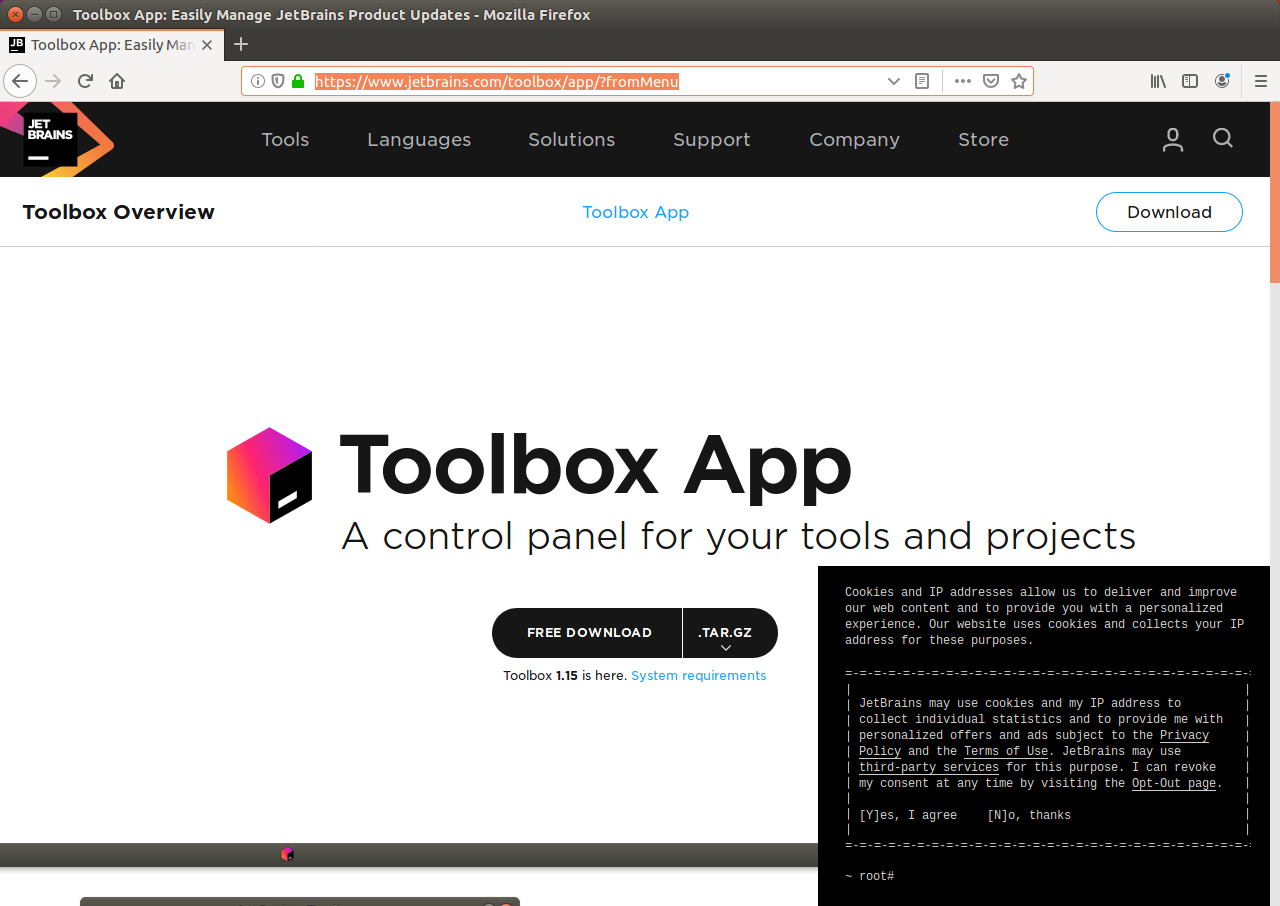 Toolbox App: Easily Manage JetBrains Product Updates - Mozilla Firefox
JB Toolbox App: Easily Man
https://www.jetbrains.com/toolbox/app/?fromMenu
JET
BRAINS
Tools Languages Solutions Support Company Store
Toolbox Overview Toolbox App Download
Toolbox App
A control panel for your tools and projects
FREE DOWNLOAD .TAR.GZ
Toolbox 1.15 is here. System requirements
Cookies and IP addresses allow us to deliver and improve
our web content and to provide you with a personalized
experience. Our website uses cookies and collects your IP
address for these purposes.
JetBrains may use cookies and my IP address to
collect individual statistics and to provide me with
personalized offers and ads subject to the Privacy
Policy and the Terms of Use. JetBrains may use
third-party services for this purpose. I can revoke
my consent at any time by visiting the Opt-Out page.
[Y]es, I agree [N]o, thanks
~ root#